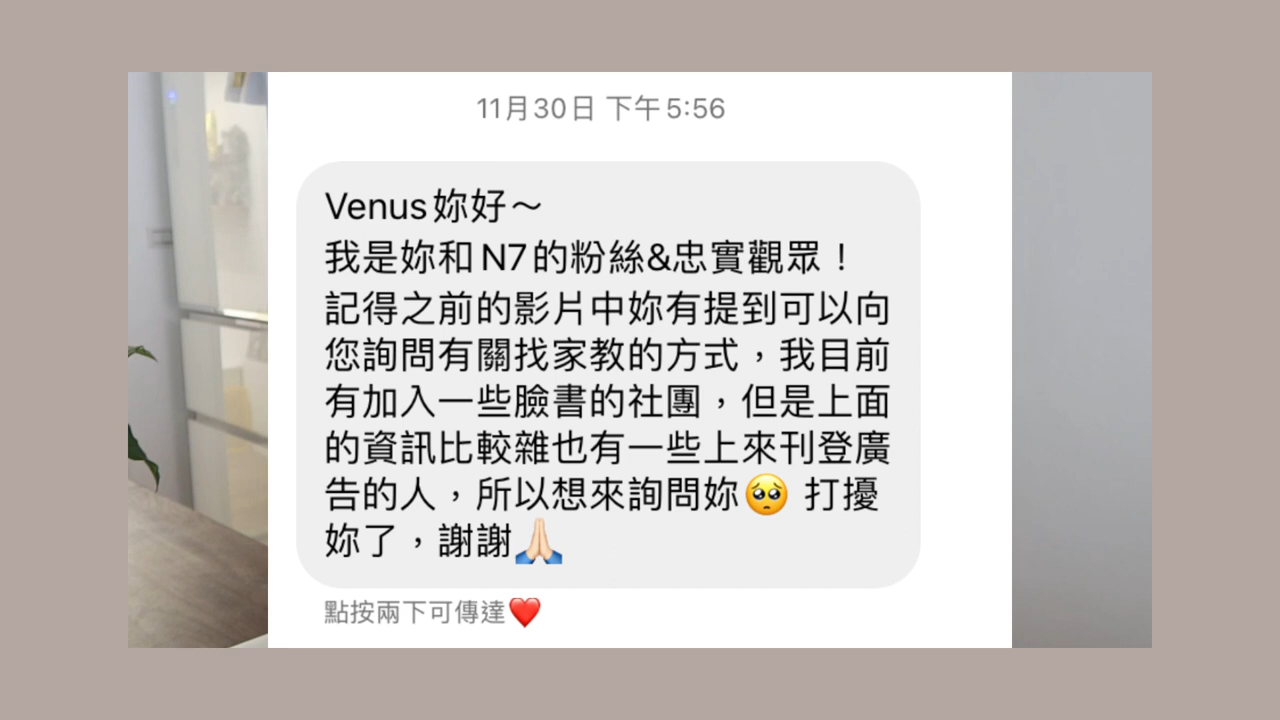 11月30日 下午5:56
Venus妳好～
我是妳和N7的粉絲&忠實觀眾！
記得之前的影片中妳有提到可以向
您詢問有關找家教的方式，我目前
有加入一些臉書的社團，但是上面
的資訊比較雜也有一些上來刊登廣
告的人，所以想來詢問妳🥺 打擾
妳了，謝謝🙏🏻
點按兩下可傳達❤️